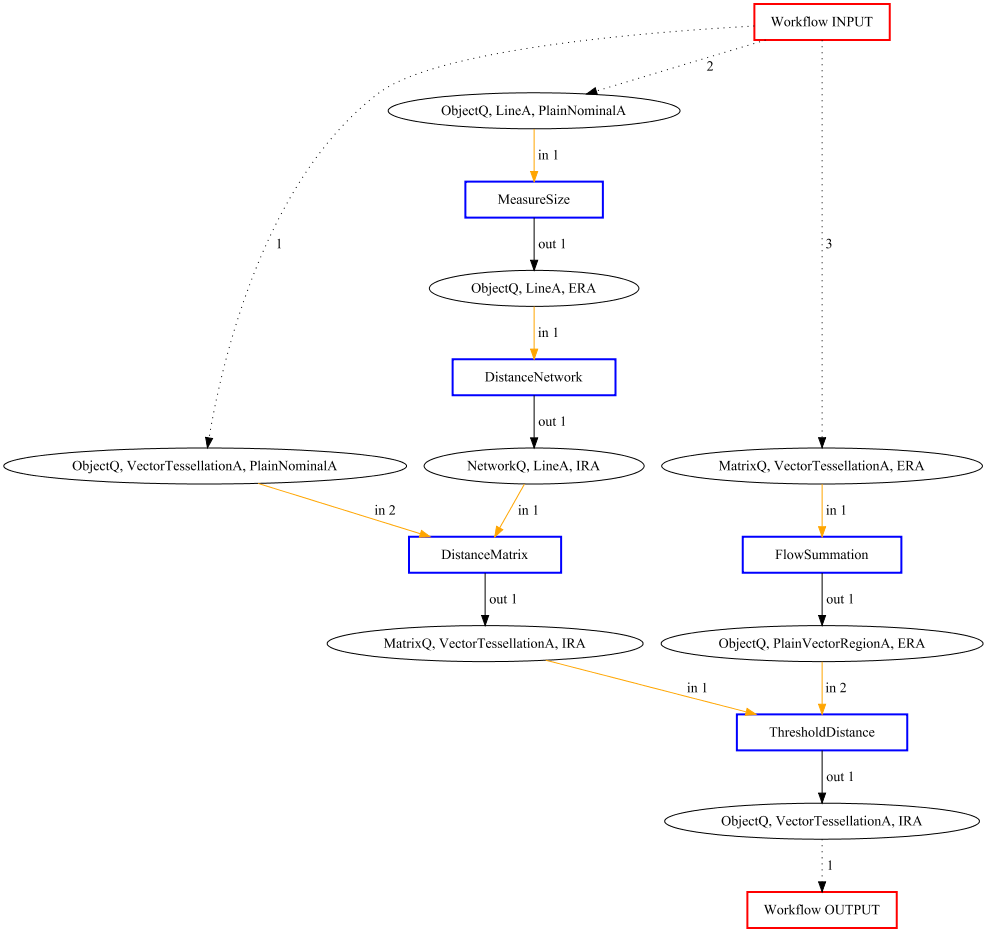 Workflow INPUT
2
ObjectQ, LineA, PlainNominalA
in 1
MeasureSize
1
out 1
3
ObjectQ, LineA, ERA
in 1
DistanceNetwork
out 1
ObjectQ, VectorTessellationA, PlainNominalA
NetworkQ, LineA, IRA
MatrixQ, VectorTessellationA, ERA
in 2
in 1
in 1
DistanceMatrix
FlowSummation
out 1
out 1
MatrixQ, VectorTessellationA, IRA
ObjectQ, PlainVectorRegionA, ERA
in 1
in 2
ThresholdDistance
out 1
ObjectQ, VectorTessellationA, IRA
1
Workflow OUTPUT